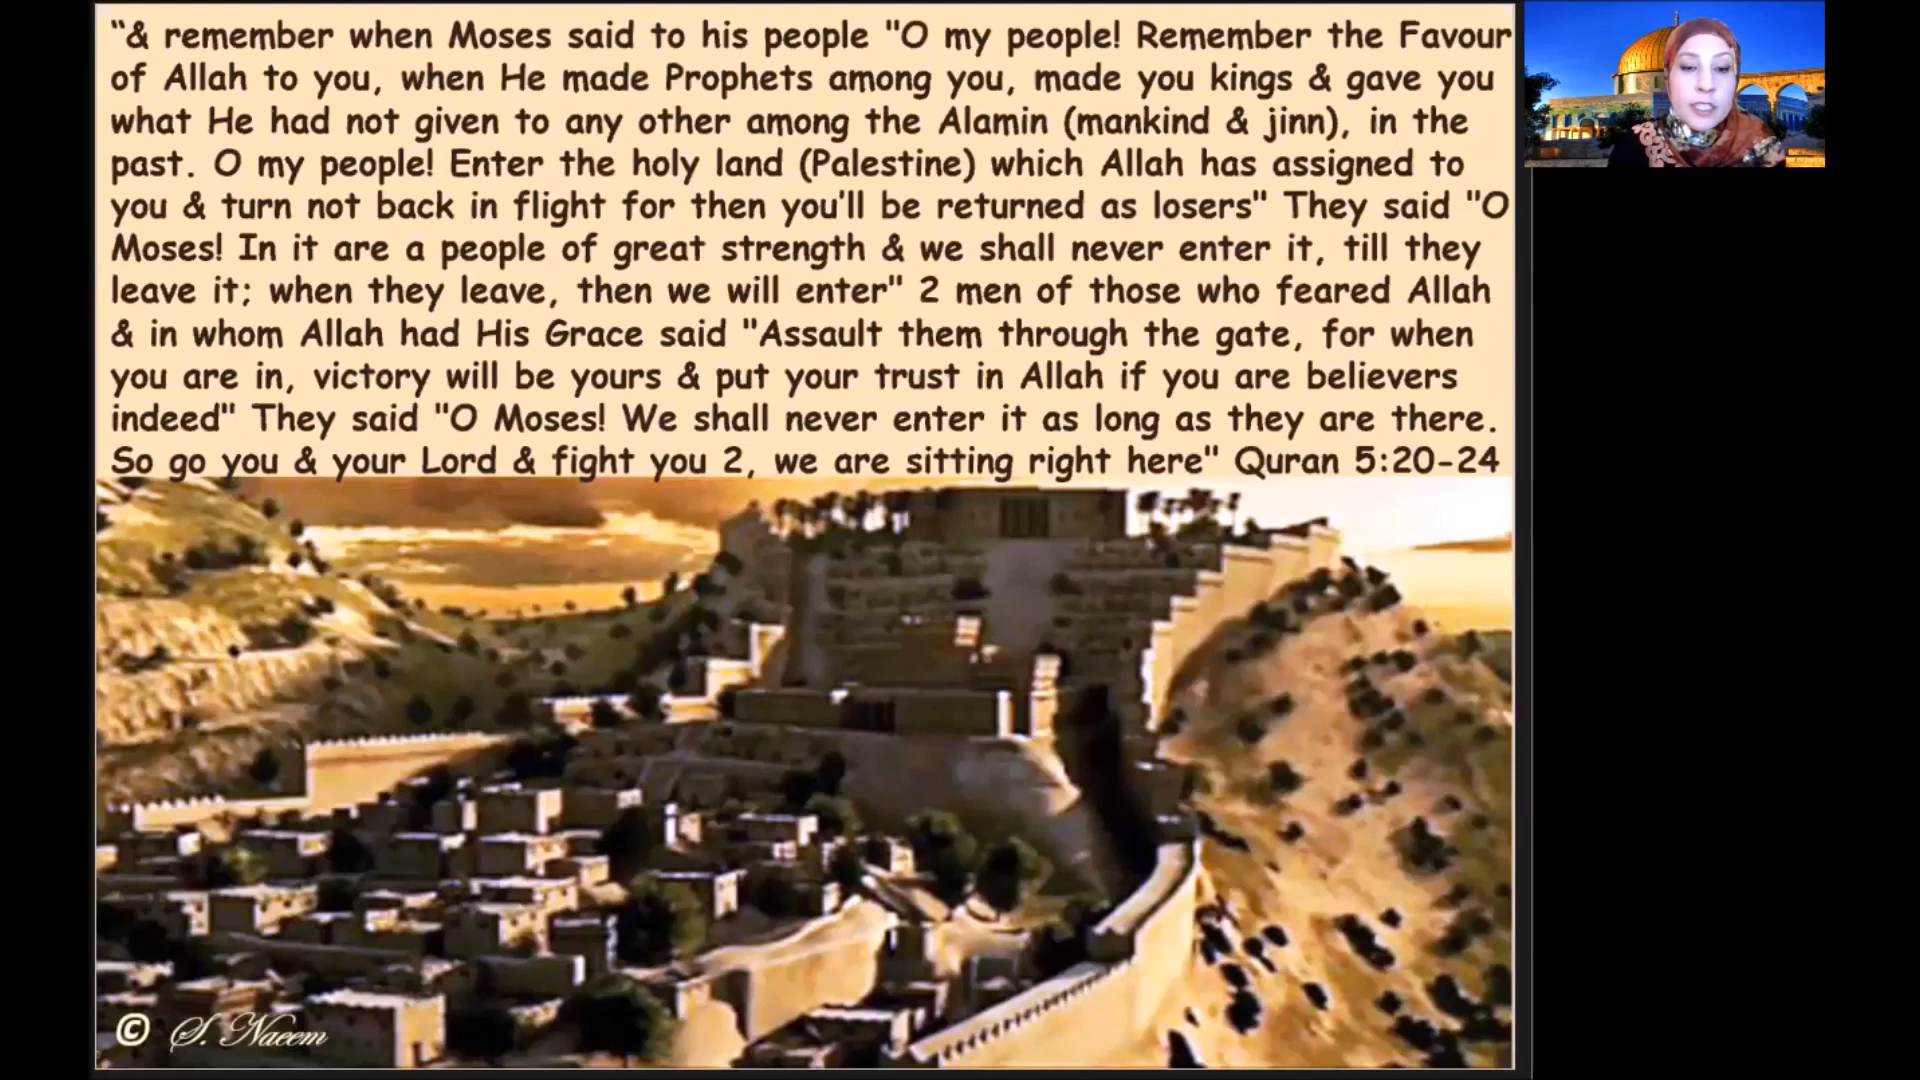 “& remember when Moses said to his people "O my people! Remember the Favour
of Allah to you, when He made Prophets among you, made you kings & gave you
what He had not given to any other among the Alamin (mankind & jinn), in the
past. O my people! Enter the holy land (Palestine) which Allah has assigned to
you & turn not back in flight for then you'll be returned as losers" They said "O
Moses! In it are a people of great strength & we shall never enter it, till they
leave it; when they leave, then we will enter" 2 men of those who feared Allah
& in whom Allah had His Grace said "Assault them through the gate, for when
you are in, victory will be yours & put your trust in Allah if you are believers
indeed" They said "O Moses! We shall never enter it as long as they are there.
So go you & your Lord & fight you 2, we are sitting right here" Quran 5:20-24
© S. Naeem